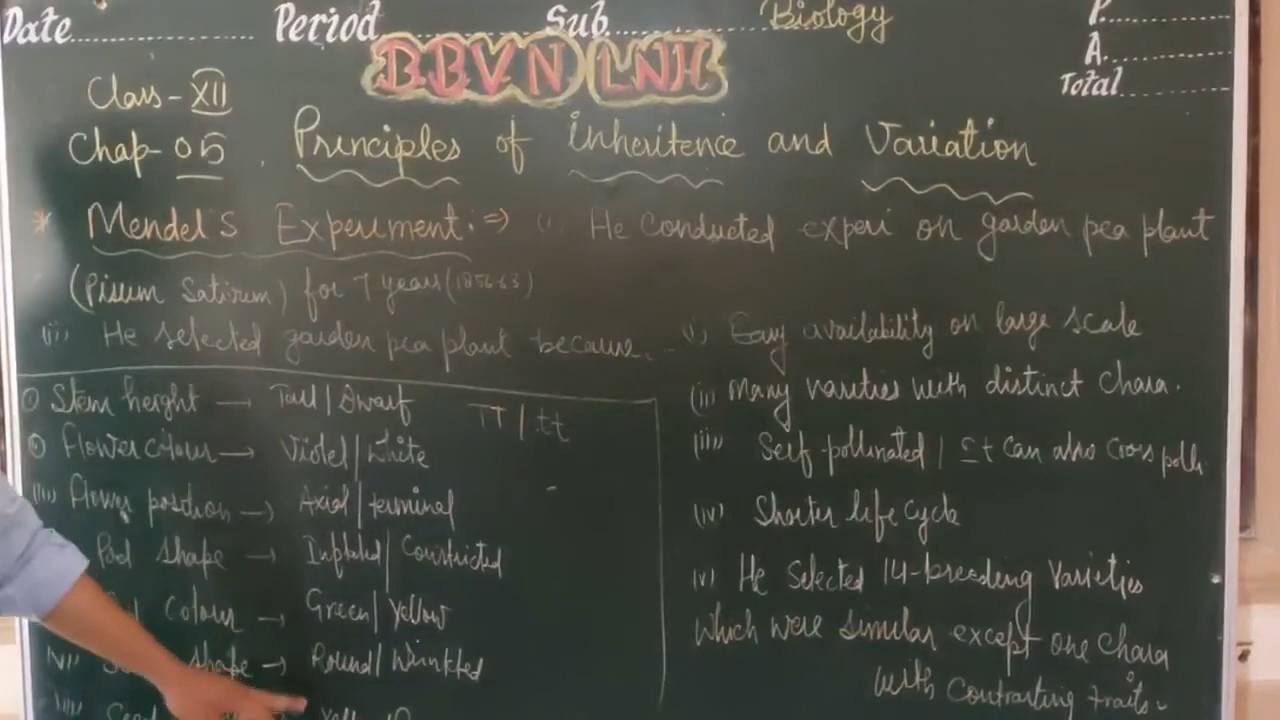 Date Period Sub. Biology P.
A.
Total
BBVN LNH
Class - XII
Chap - 05. Principles of inheritence and Variation
* Mendel's Experiment :⇒ (i) He conducted experi on garden pea plant
(Pisum Sativum) for 7 years (1856-63)
(ii) He selected garden pea plant because. -
(i) Stem height → Tall/Dwarf TT/tt
(ii) Flower colour → Violet/White
(iii) Flower position → Axial/terminal
Pod shape → Inflated/Constricted
Colour → Green/Yellow
(vi) shape → Round/Wrinkled
(vii) Seed →
(i) Easy availability on large scale
(ii) Many varities with distinct Chara.
(iii) Self-pollinated / It can also cross polli
(iv) Shorter life cycle
(v) He Selected 14-breeding Varieties
Which were similar except one Chara
With Contrasting traits.